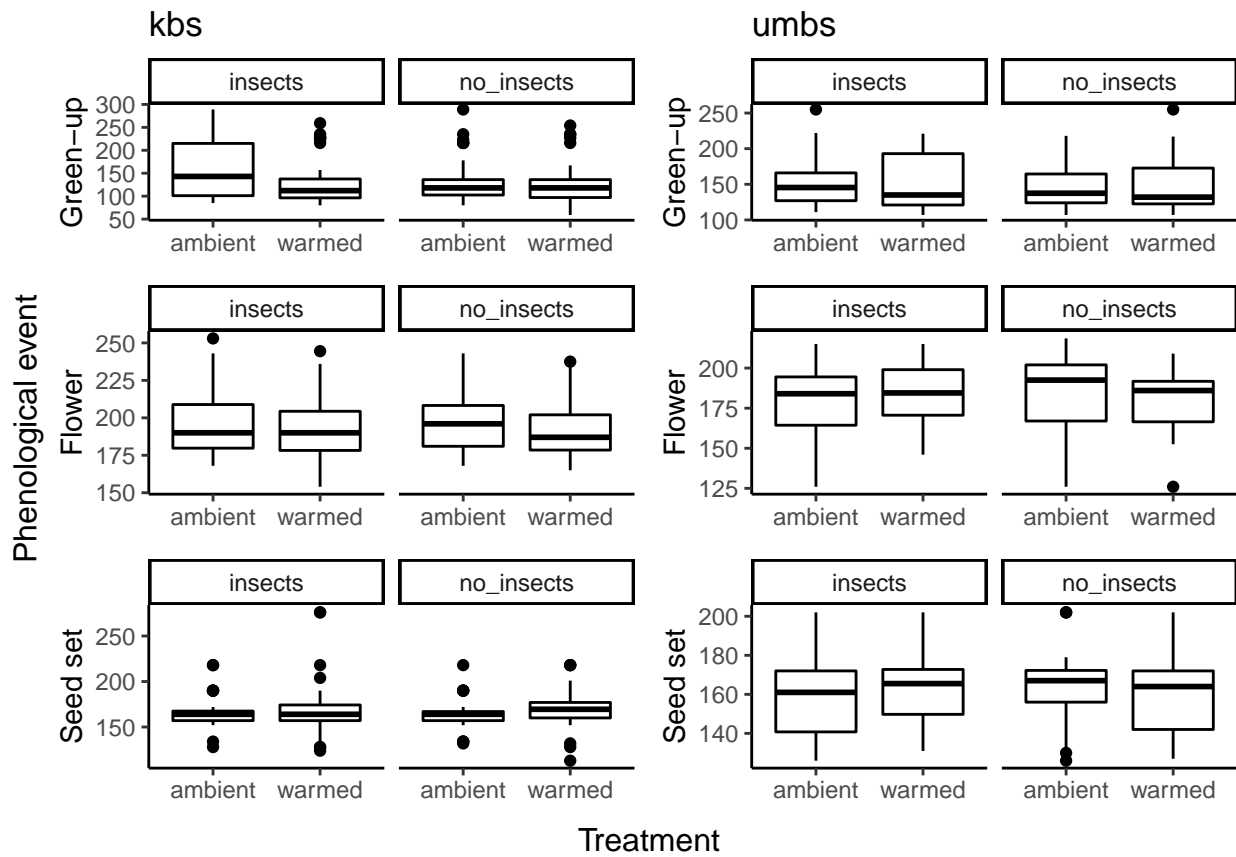 kbs
umbs
insects
no_insects
insects
no_insects
Green−up
300
250
200
150
100
50
Green−up
250
200
150
100
ambient
warmed
ambient
warmed
ambient
warmed
ambient
warmed
Phenological event
insects
no_insects
insects
no_insects
Flower
250
225
200
175
150
Flower
200
175
150
125
ambient
warmed
ambient
warmed
ambient
warmed
ambient
warmed
insects
no_insects
insects
no_insects
Seed set
250
200
150
Seed set
200
180
160
140
ambient
warmed
ambient
warmed
ambient
warmed
ambient
warmed
Treatment